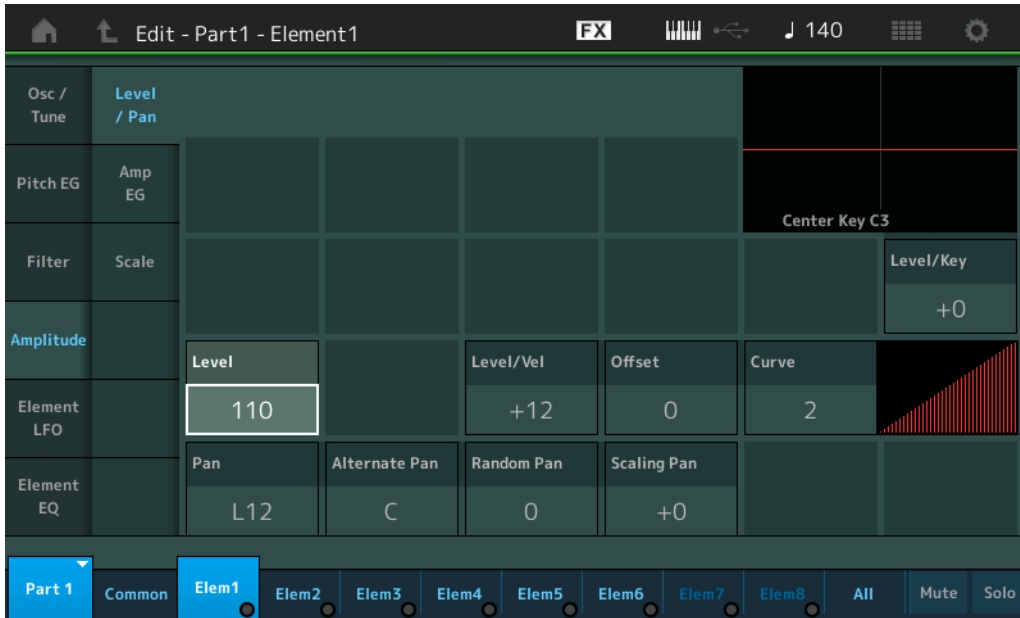 Edit - Part1 - Element1
FX
♩ 140
Osc /
Tune
Level
/ Pan
Pitch EG
Amp
EG
Center Key C3
Filter
Scale
Level/Key
+0
Amplitude
Level
Level/Vel
Offset
Curve
110
+12
0
2
Element
LFO
Pan
Alternate Pan
Random Pan
Scaling Pan
L12
C
0
+0
Element
EQ
Part 1
Common
Elem1
Elem2
Elem3
Elem4
Elem5
Elem6
Elem7
Elem8
All
Mute
Solo